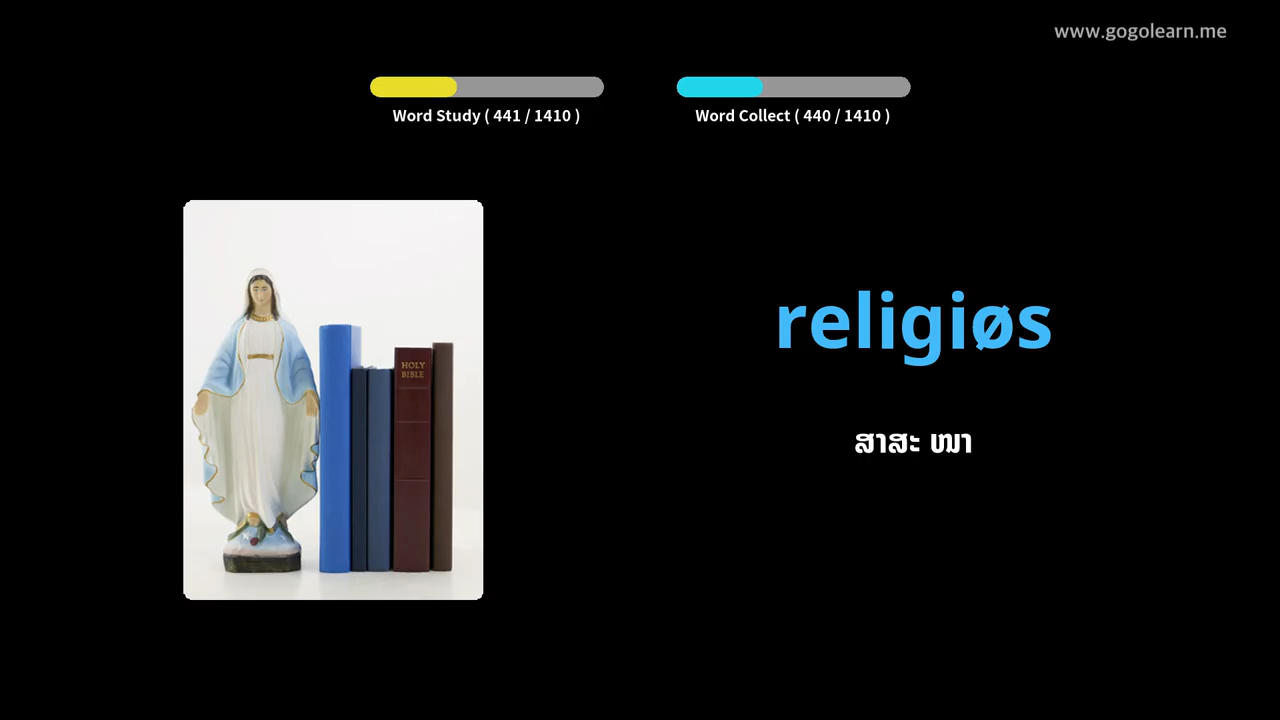 www.gogolearn.me
Word Study ( 441 / 1410 )
Word Collect ( 440 / 1410 )
HOLY
BIBLE
religiøs
ສາສະ ໜາ